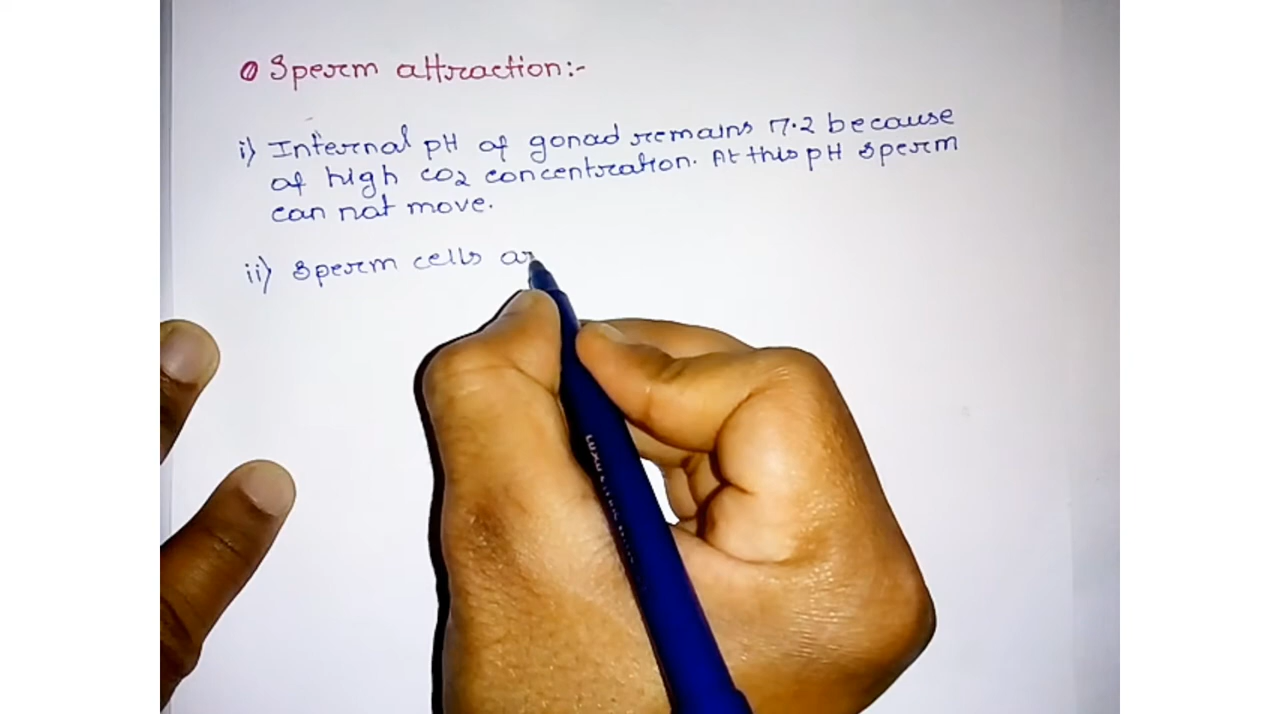 Sperm attraction:-
i) Internal pH of gonad remains 7.2 because
of high CO2 concentration. At this pH sperm
can not move.
ii) Sperm cells ar